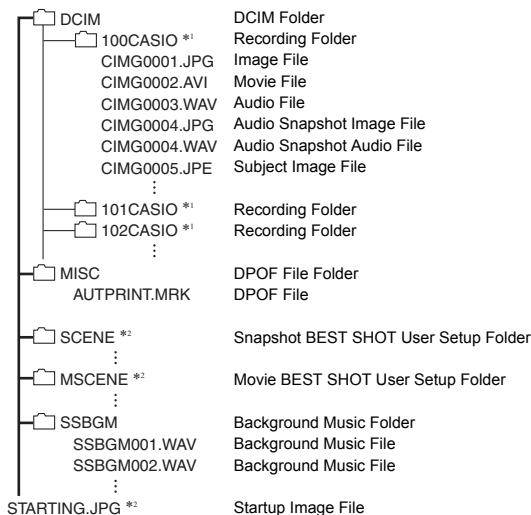 DCIM DCIM Folder
100CASIO *1 Recording Folder
CIMG0001.JPG Image File
CIMG0002.AVI Movie File
CIMG0003.WAV Audio File
CIMG0004.JPG Audio Snapshot Image File
CIMG0004.WAV Audio Snapshot Audio File
CIMG0005.JPE Subject Image File
101CASIO *1 Recording Folder
102CASIO *1 Recording Folder
MISC DPOF File Folder
AUTPRINT.MRK DPOF File
SCENE *2 Snapshot BEST SHOT User Setup Folder
MSCENE *2 Movie BEST SHOT User Setup Folder
SSBGM Background Music Folder
SSBGM001.WAV Background Music File
SSBGM002.WAV Background Music File
STARTING.JPG *2 Startup Image File